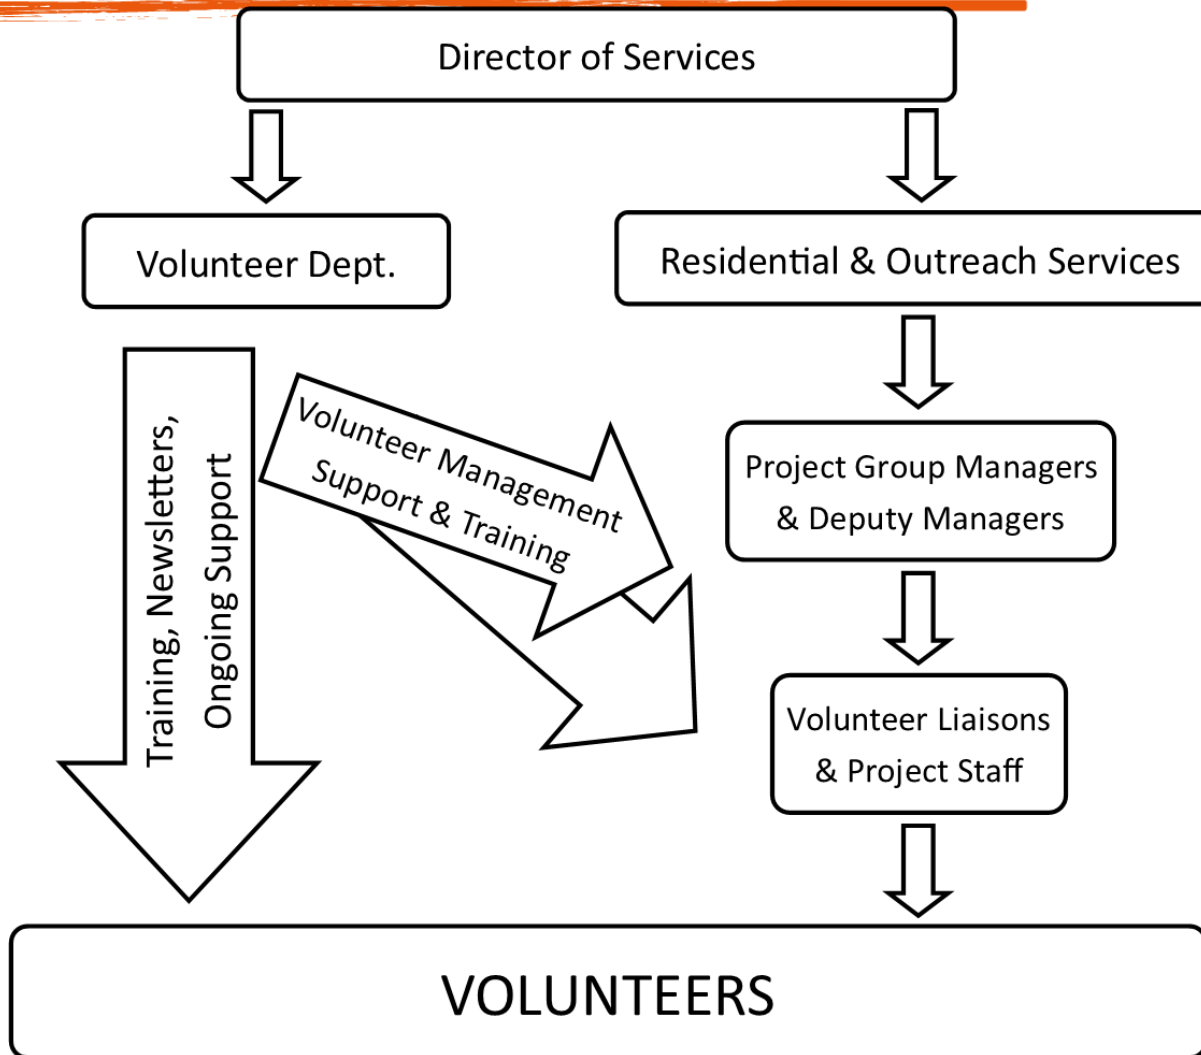 Director of Services
Volunteer Dept.
Residential & Outreach Services
Training, Newsletters,
Ongoing Support
Volunteer Management
Support & Training
Project Group Managers
& Deputy Managers
Volunteer Liaisons
& Project Staff
VOLUNTEERS